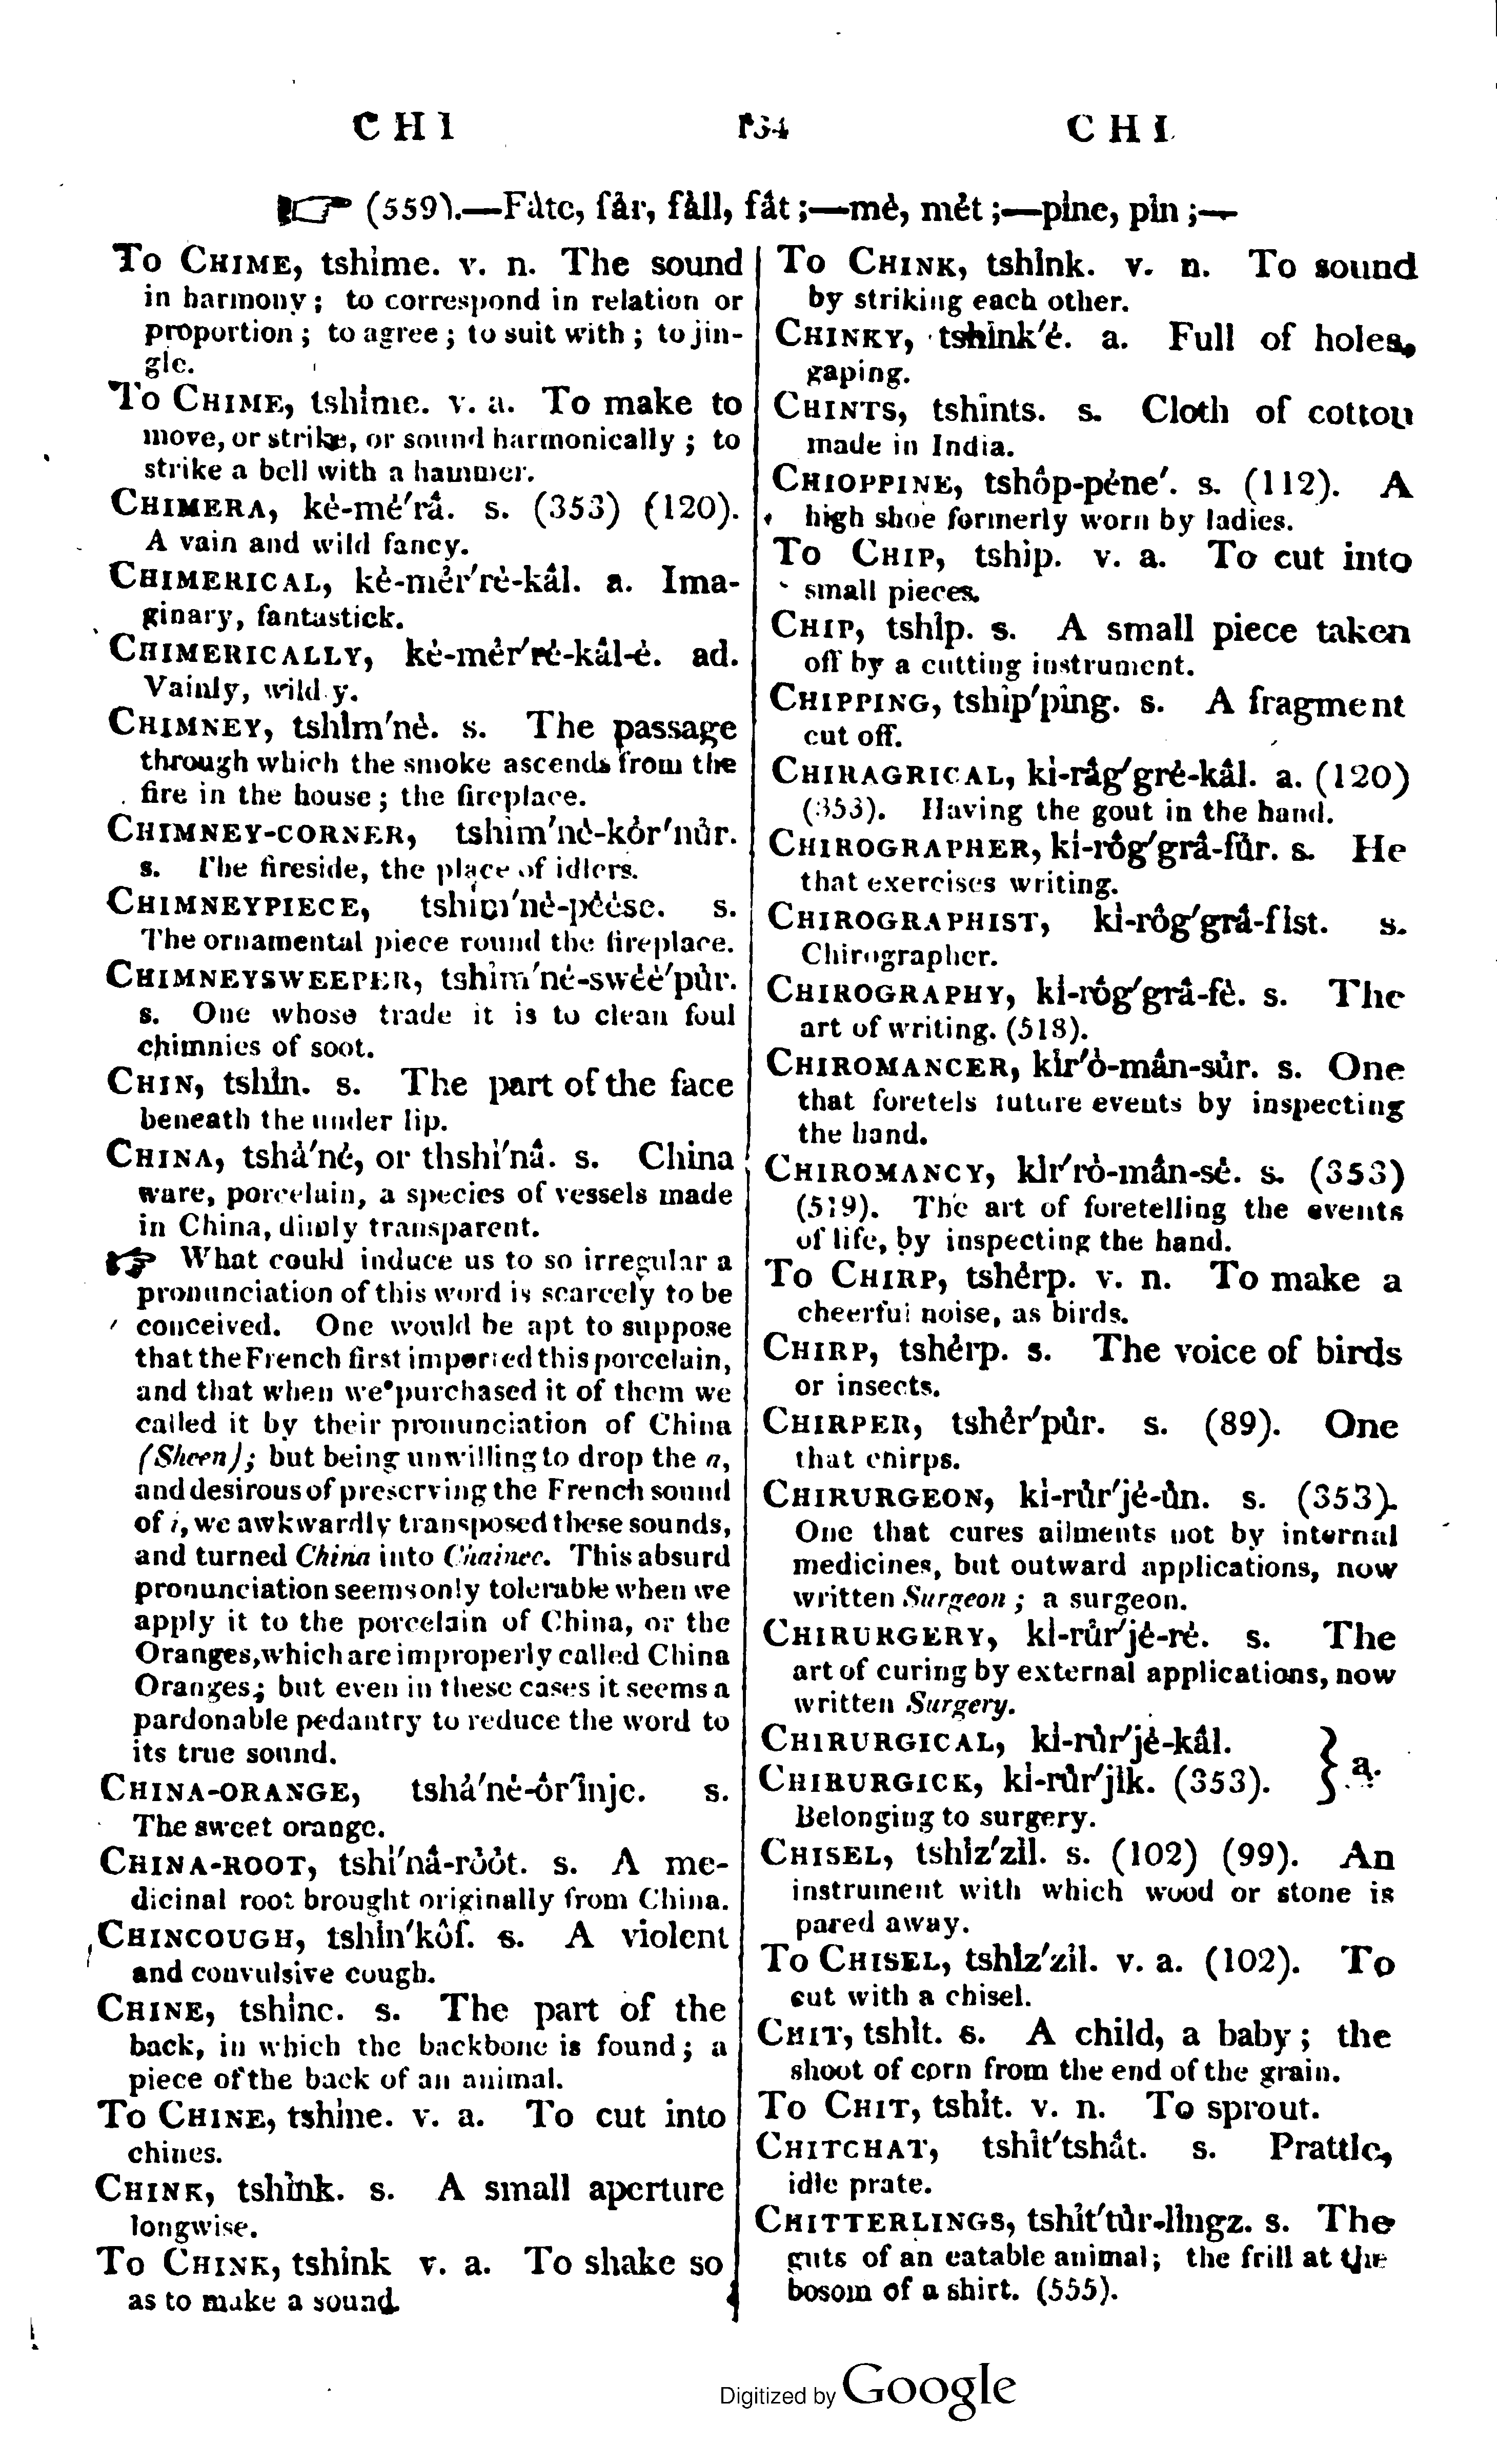 CHI 134 CHI
☞ (559).—Fàte, får, fåll, fåt;—mè, mêt;—pìne, pîn;—
To CHIME, tshime. v. n. The sound
in harmony; to correspond in relation or
proportion; to agree; to suit with; to jin-
gle.
To CHIME, tshime. v. a. To make to
move, or strike, or sound harmonically; to
strike a bell with a hammer.
CHIMERA, kè-mè′râ. s. (353) (120).
A vain and wild fancy.
CHIMERICAL, kè-mêr′rè-kâl. a. Ima-
ginary, fantastick.
CHIMERICALLY, kè-mêr′rè-kâl-è. ad.
Vainly, wildly.
CHIMNEY, tshîm′nè. s. The passage
through which the smoke ascends from the
fire in the house; the fireplace.
CHIMNEY-CORNER, tshîm′nè-kòr′nûr.
s. The fireside, the place of idlers.
CHIMNEYPIECE, tshîm′nè-pèèse. s.
The ornamental piece round the fireplace.
CHIMNEYSWEEPER, tshîm′nè-swèè′pûr.
s. One whose trade it is to clean foul
chimnies of soot.
CHIN, tshîn. s. The part of the face
beneath the under lip.
CHINA, tshà′nè, or thshì′nâ. s. China
ware, porcelain, a species of vessels made
in China, dimly transparent.
☞ What could induce us to so irregular a
pronunciation of this word is scarcely to be
conceived. One would be apt to suppose
that the French first imported this porcelain,
and that when we purchased it of them we
called it by their pronunciation of China
(Sheen); but being unwilling to drop the a,
and desirous of preserving the French sound
of i, we awkwardly transposed these sounds,
and turned China into Chainee. This absurd
pronunciation seems only tolerable when we
apply it to the porcelain of China, or the
Oranges, which are improperly called China
Oranges; but even in these cases it seems a
pardonable pedantry to reduce the word to
its true sound.
CHINA-ORANGE, tshà′nè-ôr′înje. s.
The sweet orange.
CHINA-ROOT, tshì′nâ-ròòt. s. A me-
dicinal root brought originally from China.
CHINCOUGH, tshîn′kôf. s. A violent
and convulsive cough.
CHINE, tshine. s. The part of the
back, in which the backbone is found; a
piece of the back of an animal.
To CHINE, tshine. v. a. To cut into
chines.
CHINK, tshînk. s. A small aperture
longwise.
To CHINK, tshînk v. a. To shake so
as to make a sound.
To CHINK, tshînk. v. n. To sound
by striking each other.
CHINKY, tshînk′è. a. Full of holes,
gaping.
CHINTS, tshînts. s. Cloth of cotton
made in India.
CHIOPPINE, tshôp-pène′. s. (112). A
high shoe formerly worn by ladies.
To CHIP, tshîp. v. a. To cut into
small pieces.
CHIP, tshîp. s. A small piece taken
off by a cutting instrument.
CHIPPING, tshîp′pîng. s. A fragment
cut off.
CHIRAGRICAL, kì-râg′grè-kâl. a. (120)
(353). Having the gout in the hand.
CHIROGRAPHER, kì-rôg′grâ-fûr. s. He
that exercises writing.
CHIROGRAPHIST, kì-rôg′grâ-fîst. s.
Chirographer.
CHIROGRAPHY, kì-rôg′grâ-fè. s. The
art of writing. (518).
CHIROMANCER, kîr′ò-mân-sûr. s. One
that foretels future events by inspecting
the hand.
CHIROMANCY, kîr′rò-mân-sè. s. (353)
(519). The art of foretelling the events
of life, by inspecting the hand.
To CHIRP, tshêrp. v. n. To make a
cheerful noise, as birds.
CHIRP, tshêrp. s. The voice of birds
or insects.
CHIRPER, tshêr′pûr. s. (89). One
that chirps.
CHIRURGEON, kì-rûr′jè-ûn. s. (353).
One that cures ailments not by internal
medicines, but outward applications, now
written Surgeon; a surgeon.
CHIRURGERY, kì-rûr′jè-rè. s. The
art of curing by external applications, now
written Surgery.
CHIRURGICAL, kì-rûr′jè-kâl. } a.
CHIRURGICK, kì-rûr′jîk. (353).
Belonging to surgery.
CHISEL, tshîz′zîl. s. (102) (99). An
instrument with which wood or stone is
pared away.
To CHISEL, tshîz′zîl. v. a. (102). To
cut with a chisel.
CHIT, tshît. s. A child, a baby; the
shoot of corn from the end of the grain.
To CHIT, tshît. v. n. To sprout.
CHITCHAT, tshît′tshât. s. Prattle,
idle prate.
CHITTERLINGS, tshît′tûr-lîngz. s. The
guts of an eatable animal; the frill at the
bosom of a shirt. (555).
Digitized by Google